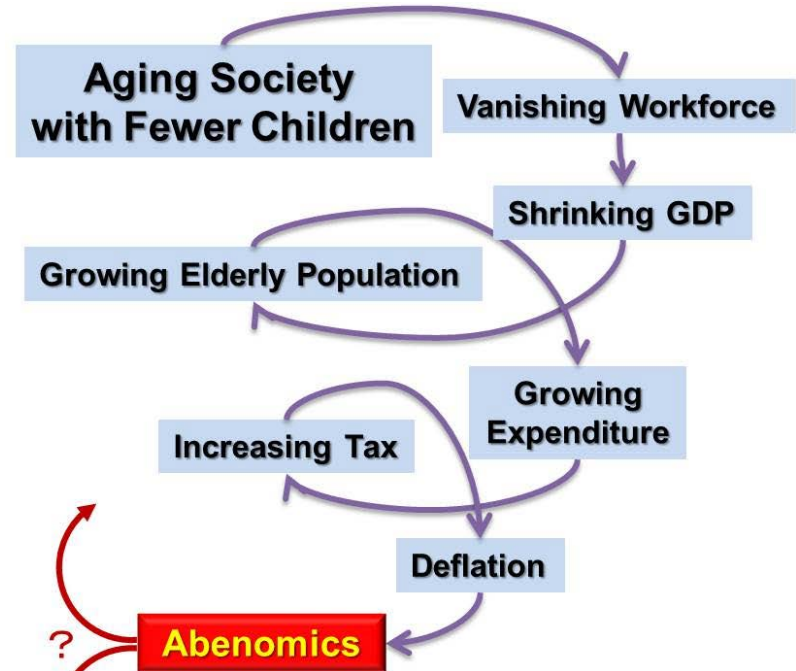 Aging Society
with Fewer Children
Vanishing Workforce
Shrinking GDP
Growing Elderly Population
Growing
Expenditure
Increasing Tax
Deflation
?
Abenomics